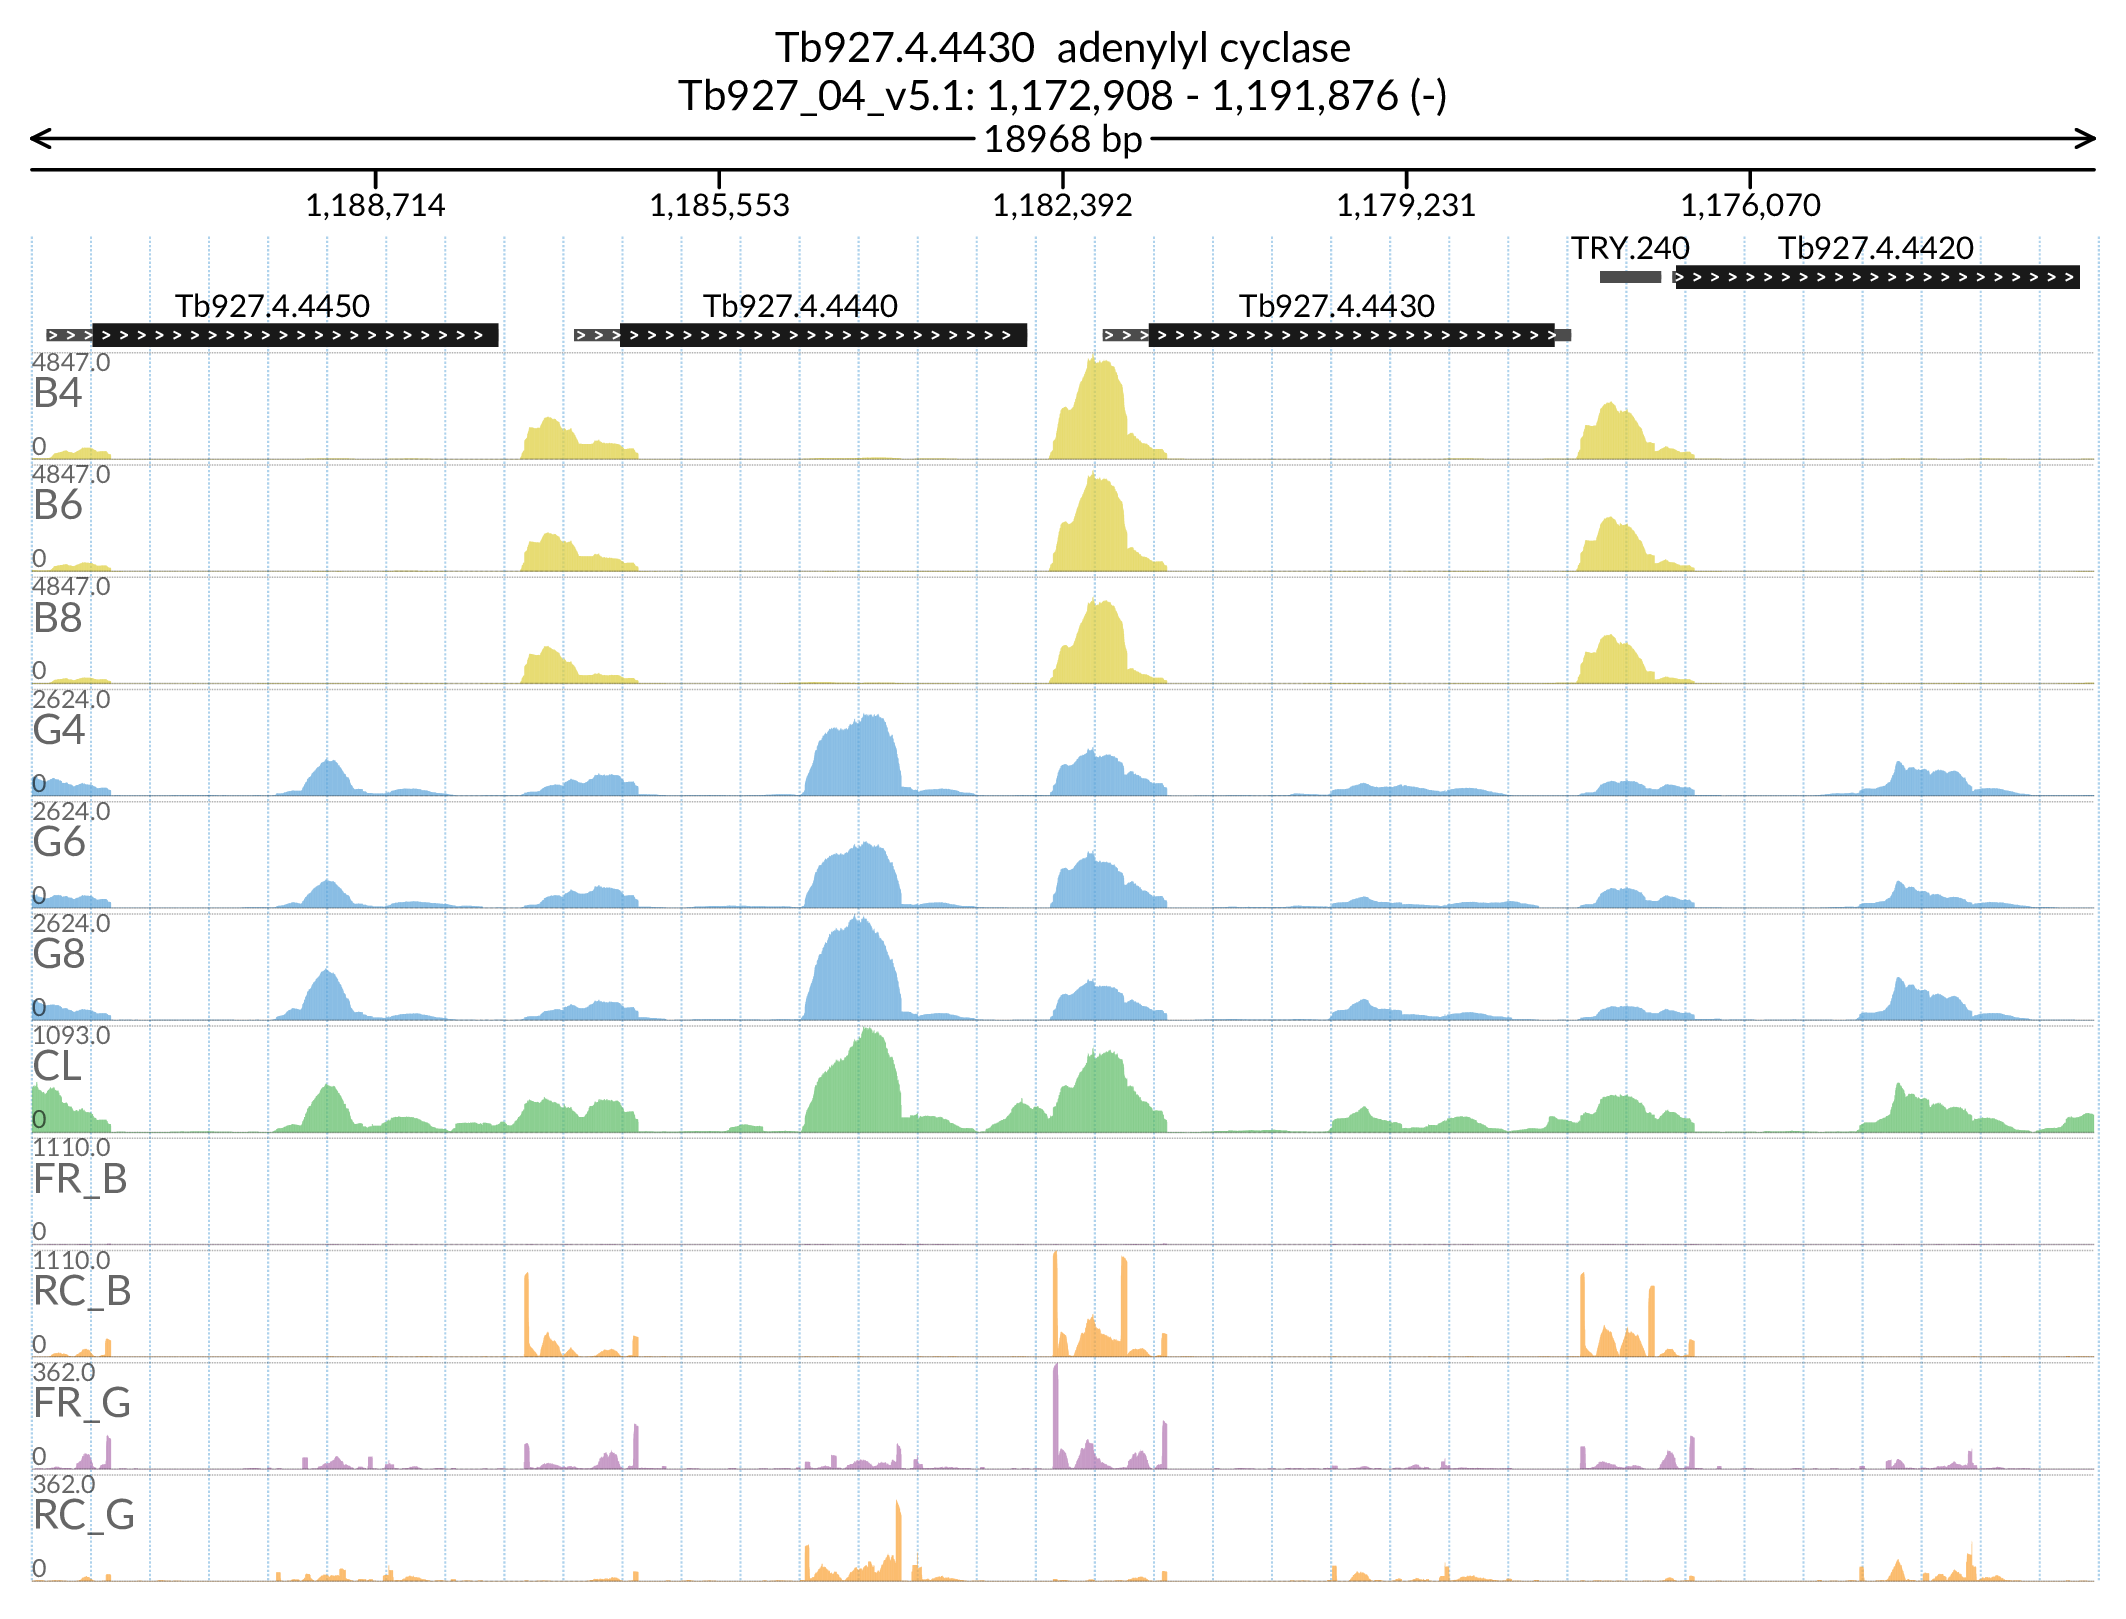 Tb927.4.4430 adenylyl cyclase
Tb927_04_v5.1: 1,172,908 - 1,191,876 (-)
18968 bp
1,188,714 1,185,553 1,182,392 1,179,231 1,176,070
TRY.240 Tb927.4.4420
Tb927.4.4450 Tb927.4.4440 Tb927.4.4430
4847.0
B4
0
4847.0
B6
0
4847.0
B8
0
2624.0
G4
0
2624.0
G6
0
2624.0
G8
0
1093.0
CL
0
1110.0
FR_B
0
1110.0
RC_B
0
362.0
FR_G
0
362.0
RC_G
0